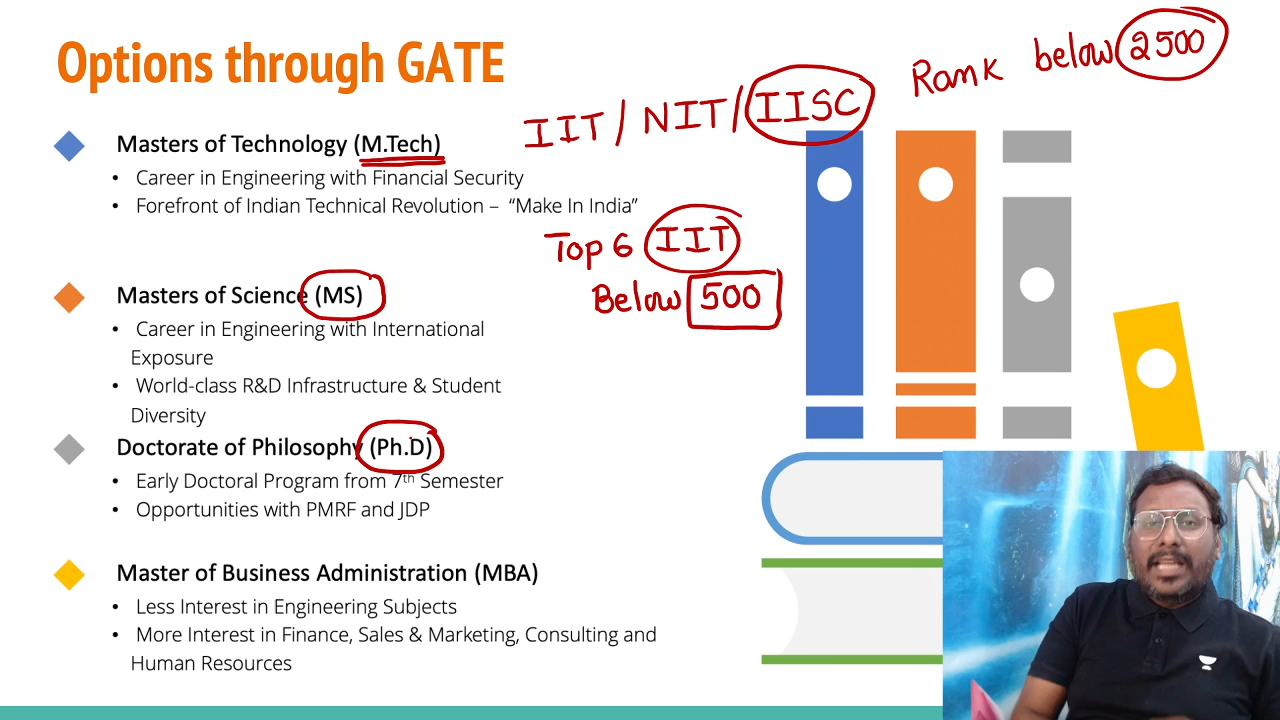 Options through GATE
Rank below 2500
IIT / NIT / IISC
Masters of Technology (M.Tech)
• Career in Engineering with Financial Security
• Forefront of Indian Technical Revolution – “Make In India”
Top 6 IIT
Below 500
Masters of Science (MS)
• Career in Engineering with International
Exposure
• World-class R&D Infrastructure & Student
Diversity
Doctorate of Philosophy (Ph.D)
• Early Doctoral Program from 7th Semester
• Opportunities with PMRF and JDP
Master of Business Administration (MBA)
• Less Interest in Engineering Subjects
• More Interest in Finance, Sales & Marketing, Consulting and
Human Resources